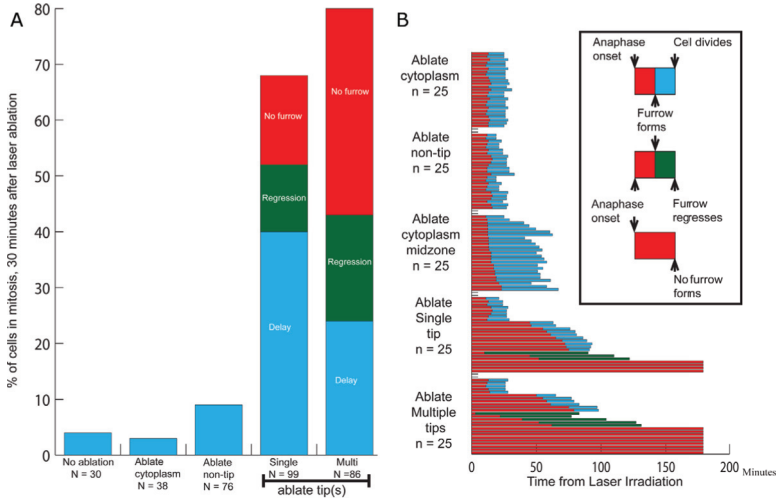 A
% of cells in mitosis, 30 minutes after laser ablation
80
70
60
50
40
30
20
10
0
No furrow
Regression
Delay
No furrow
Regression
Delay
No ablation
N = 30
Ablate
cytoplasm
N = 38
Ablate
non-tip
N = 76
Single
N = 99
Multi
N =86
ablate tip(s)
B
Ablate
cytoplasm
n = 25
Ablate
non-tip
n = 25
Ablate
cytoplasm
midzone
n = 25
Ablate
Single
tip
n = 25
Ablate
Multiple
tips
n = 25
Anaphase
onset
Cel divides
Furrow
forms
Anaphase
onset
Furrow
regresses
No furrow
forms
0
50
100
150
200
Minutes
Time from Laser Irradiation